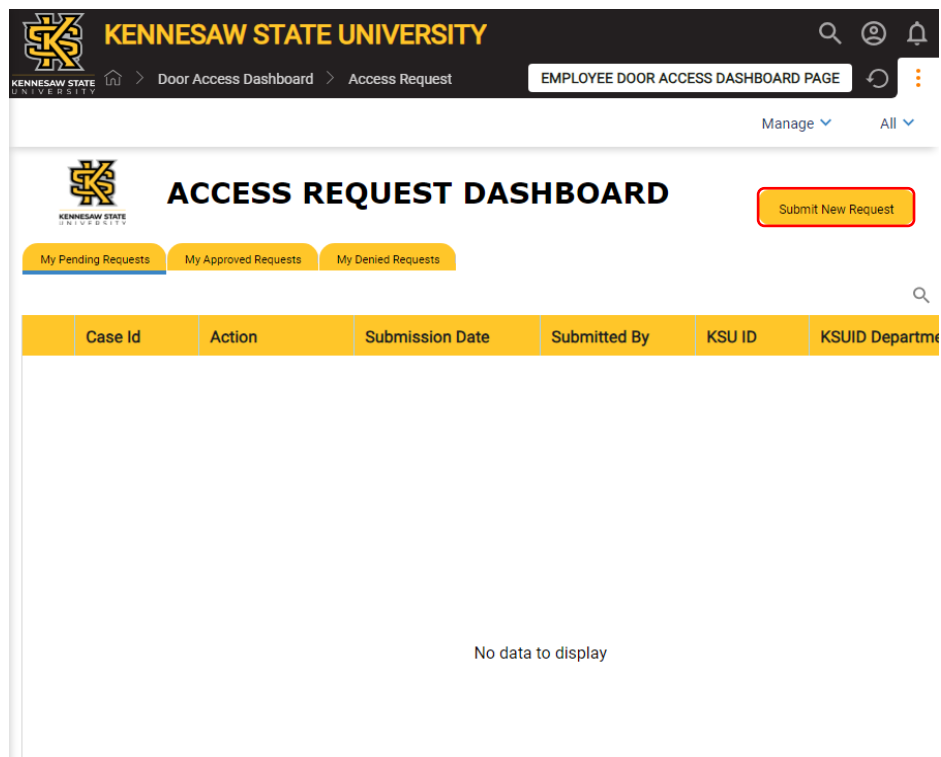 KENNESAW STATE UNIVERSITY
KENNESAW STATE
UNIVERSITY
Door Access Dashboard > Access Request
EMPLOYEE DOOR ACCESS DASHBOARD PAGE
Manage All
KENNESAW STATE
UNIVERSITY
ACCESS REQUEST DASHBOARD
Submit New Request
My Pending Requests My Approved Requests My Denied Requests
Case Id Action Submission Date Submitted By KSU ID KSUID Departme
No data to display